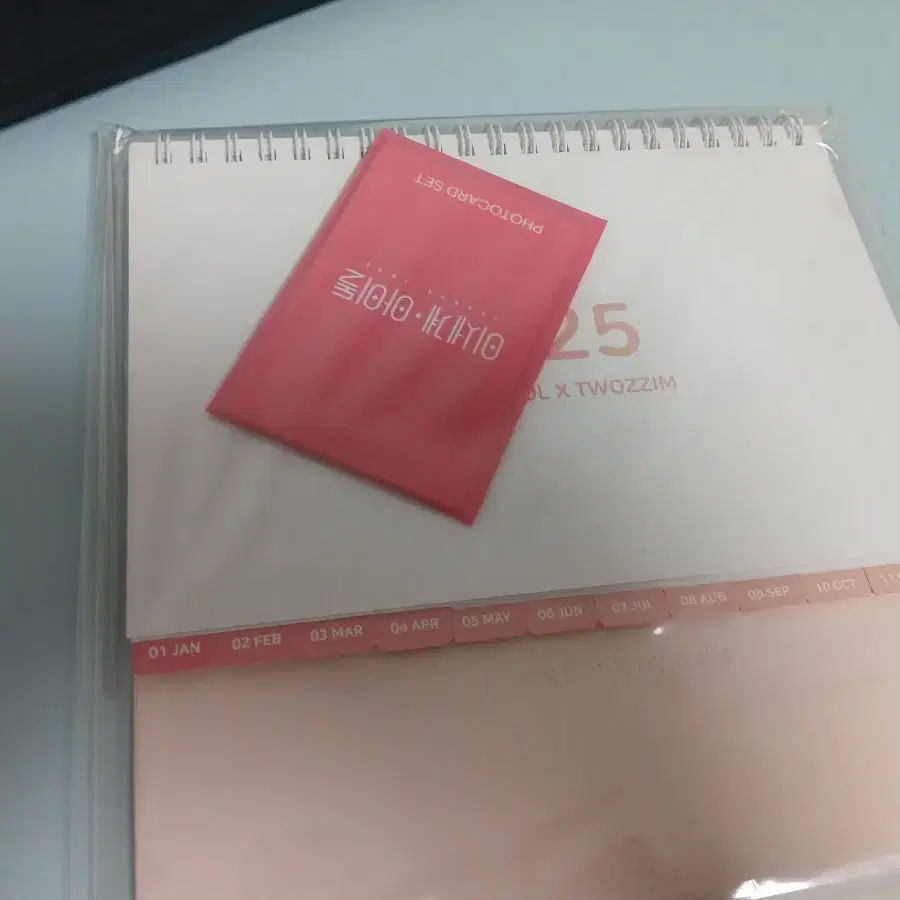 PHOTOCARD SET
이세계·아이돌
25
X TWOZZIM
01 JAN 02 FEB 03 MAR 04 APR 05 MAY 06 JUN 07 JUL 08 AUG 09 SEP 10 OCT 11